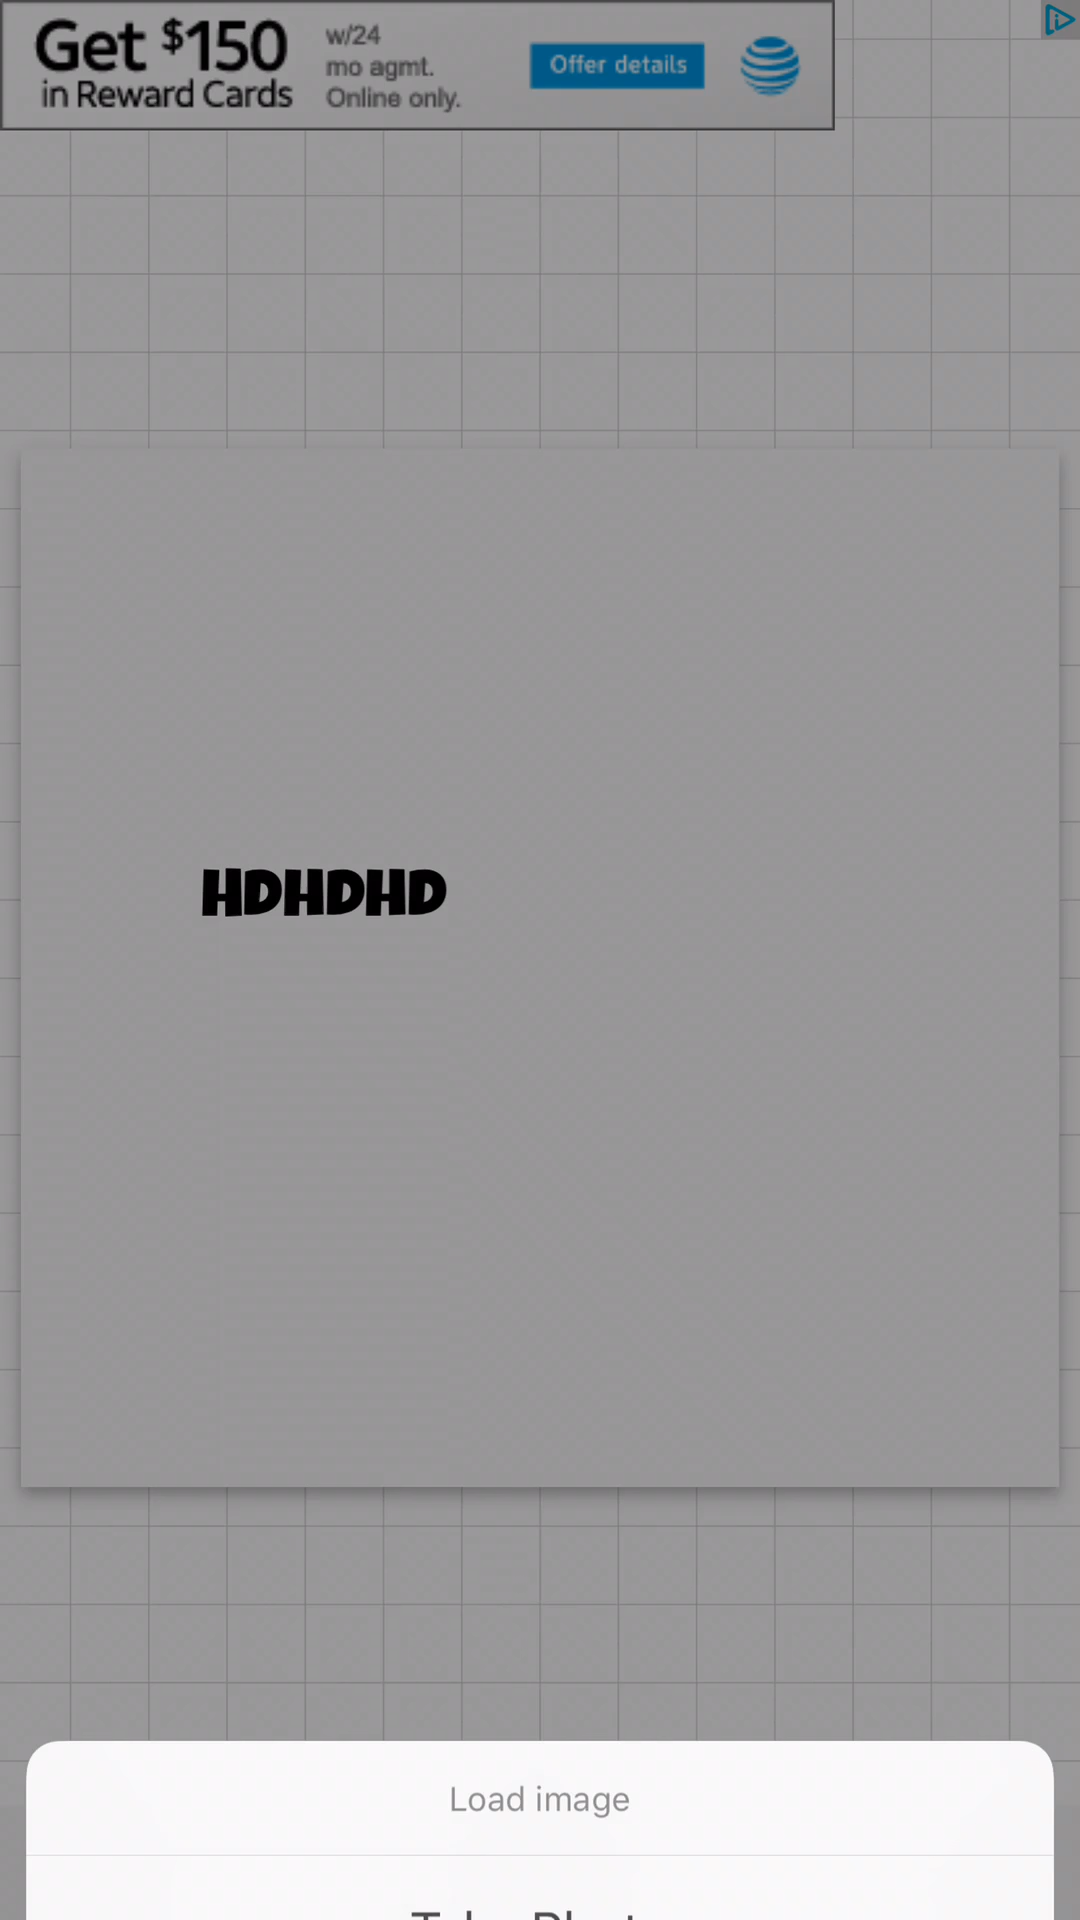 Get $150
in Reward Cards
w/24
mo agmt.
Online only.
Offer details
HDHDHD
Load image